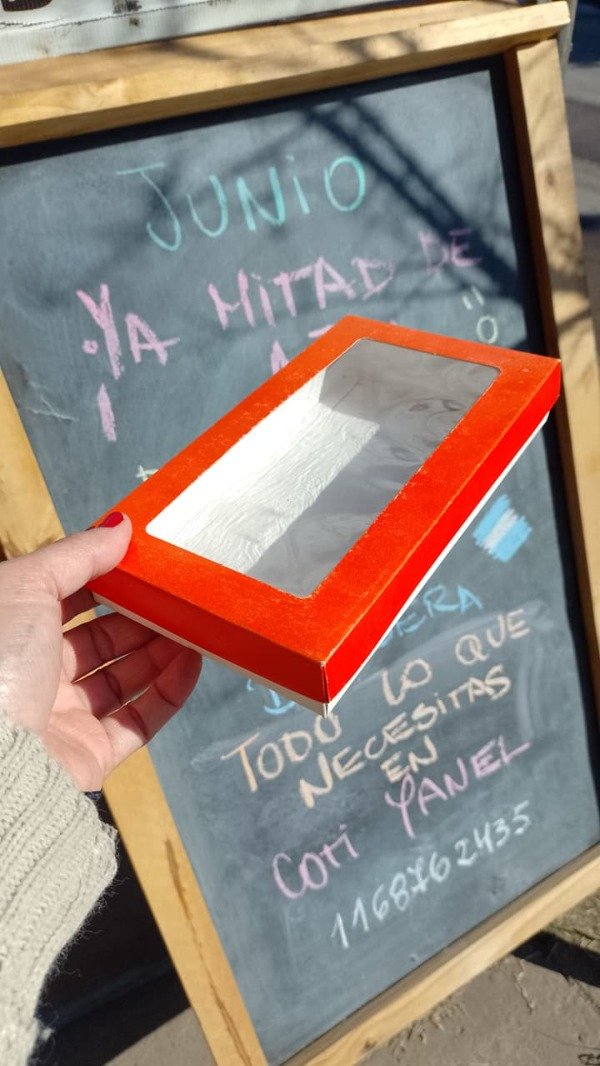 JUNIO
¡YA MITAD DE
TODO LO QUE
NECESITAS
EN
COTI YANEL
1168762435